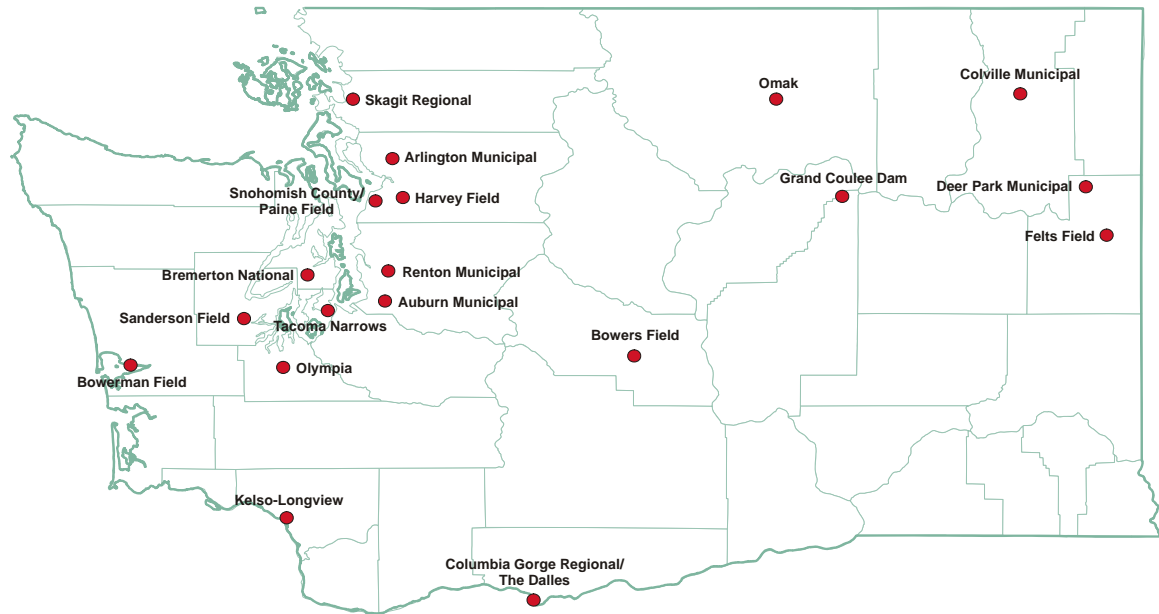 Colville Municipal
Omak
Skagit Regional
Arlington Municipal
Grand Coulee Dam
Deer Park Municipal
Snohomish County/
Paine Field
Harvey Field
Felts Field
Bremerton National
Renton Municipal
Auburn Municipal
Sanderson Field
Tacoma Narrows
Bowers Field
Bowerman Field
Olympia
Kelso-Longview
Columbia Gorge Regional/
The Dalles